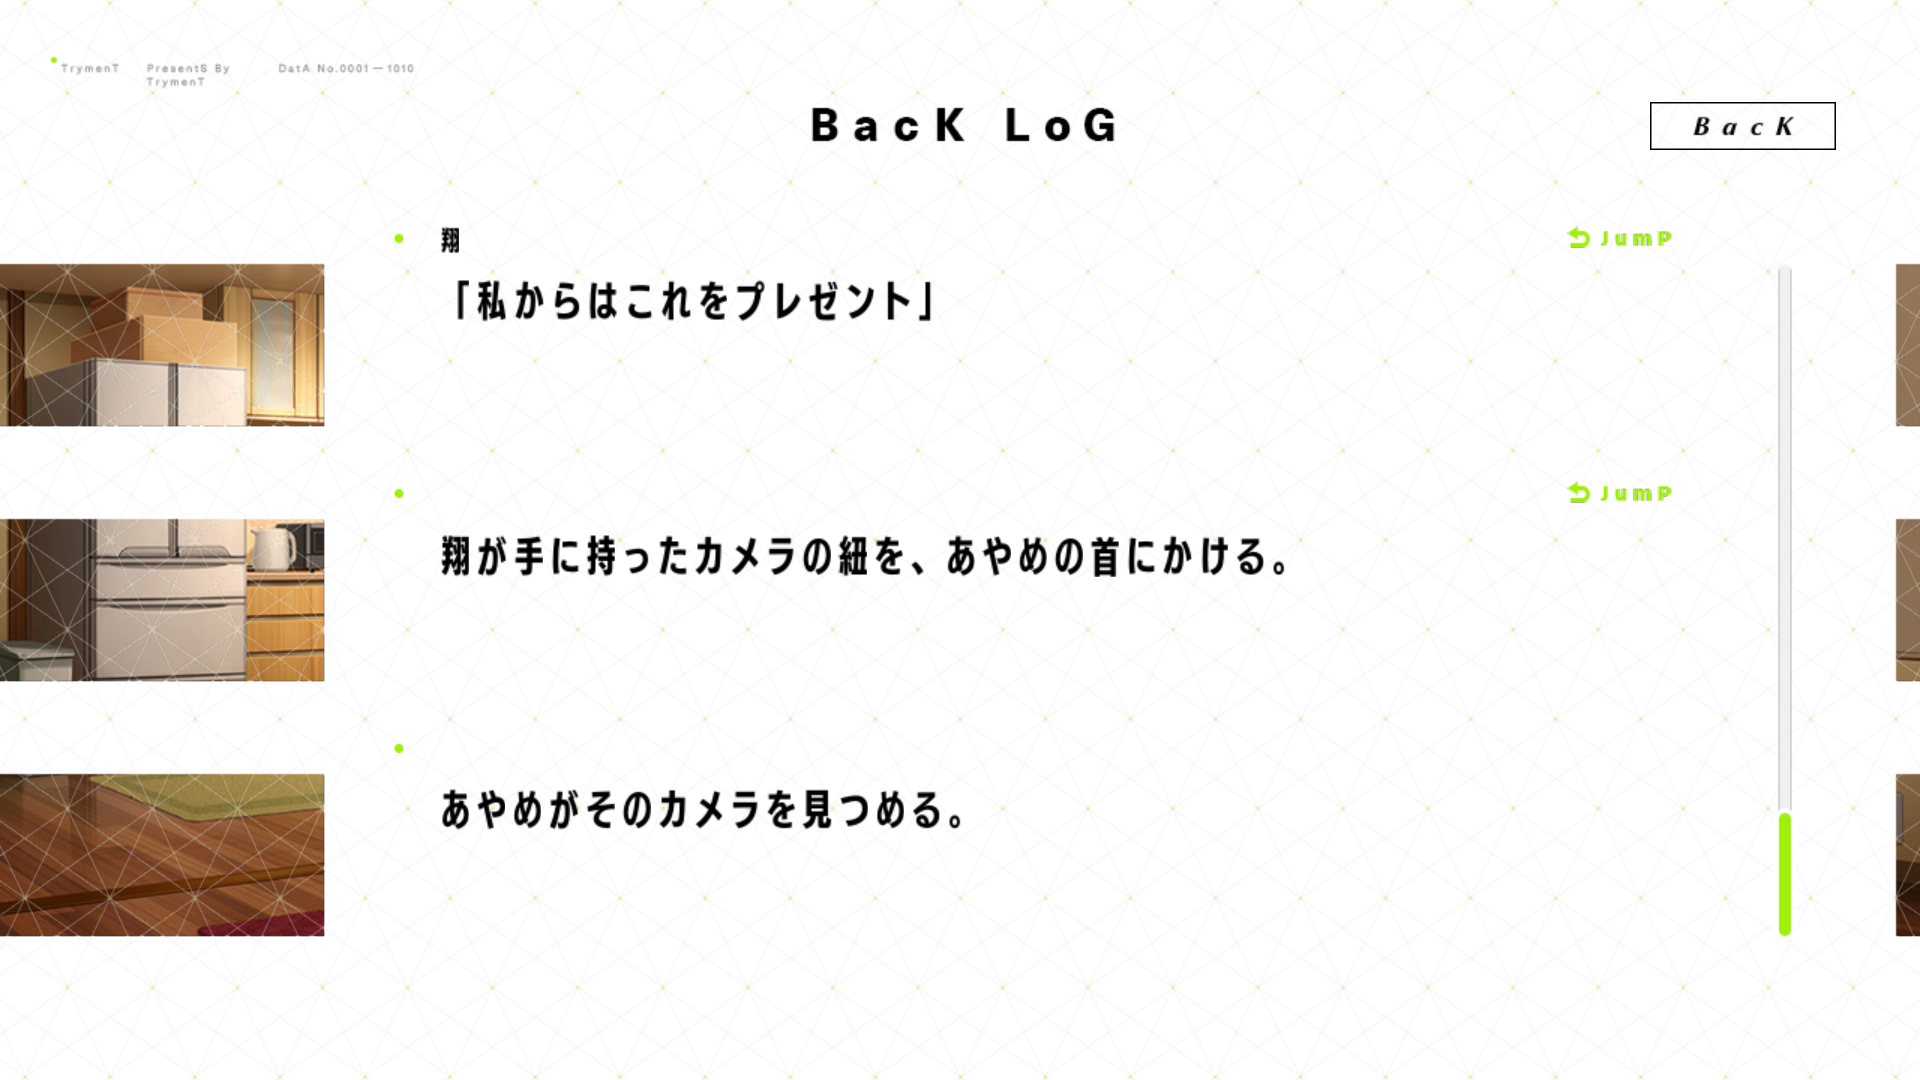 TrymenT PresentS By DatA No.0001 — 1010
TrymenT
BacK LoG
BacK
翔
JumP
「私からはこれをプレゼント」
JumP
翔が手に持ったカメラの紐を、あやめの首にかける。
あやめがそのカメラを見つめる。